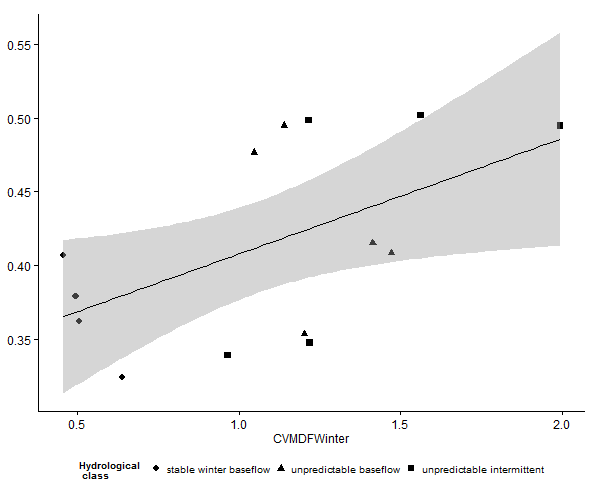 0.55
0.50
0.45
0.40
0.35
0.5 1.0 1.5 2.0
CVMDFWinter
Hydrological
class
stable winter baseflow unpredictable baseflow unpredictable intermittent